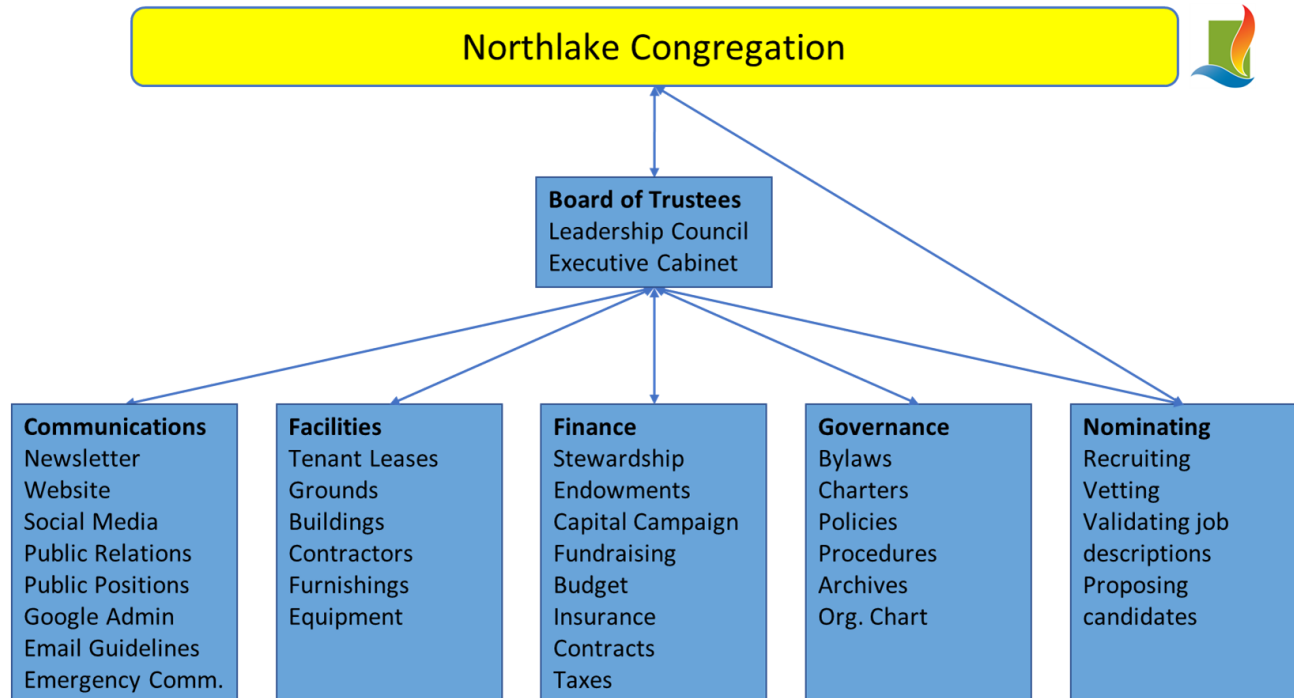 Northlake Congregation
Board of Trustees
Leadership Council
Executive Cabinet
Communications
Newsletter
Website
Social Media
Public Relations
Public Positions
Google Admin
Email Guidelines
Emergency Comm.
Facilities
Tenant Leases
Grounds
Buildings
Contractors
Furnishings
Equipment
Finance
Stewardship
Endowments
Capital Campaign
Fundraising
Budget
Insurance
Contracts
Taxes
Governance
Bylaws
Charters
Policies
Procedures
Archives
Org. Chart
Nominating
Recruiting
Vetting
Validating job
descriptions
Proposing
candidates